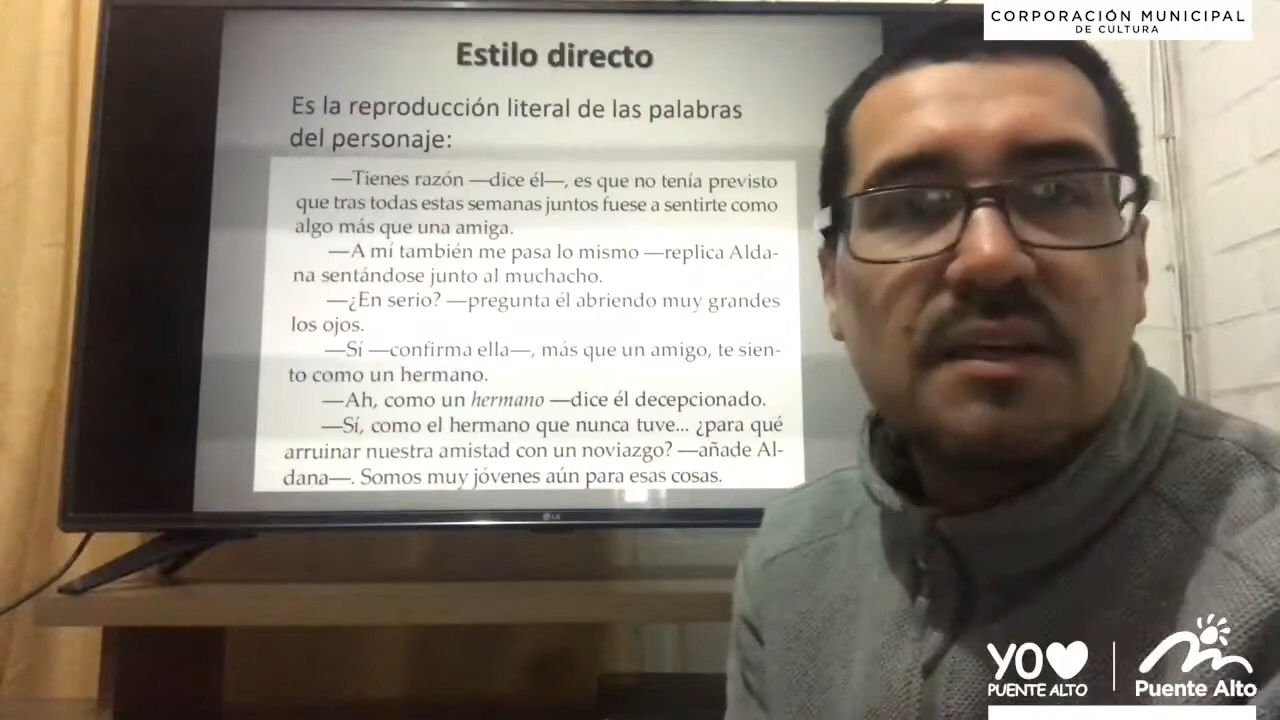 CORPORACIÓN MUNICIPAL
DE CULTURA
Estilo directo
Es la reproducción literal de las palabras
del personaje:
—Tienes razón —dice él—, es que no tenía previsto
que tras todas estas semanas juntos fuese a sentirte como
algo más que una amiga.
—A mí también me pasa lo mismo —replica Alda-
na sentándose junto al muchacho.
—¿En serio? —pregunta él abriendo muy grandes
los ojos.
—Sí —confirma ella—, más que un amigo, te sien-
to como un hermano.
—Ah, como un hermano —dice él decepcionado.
—Sí, como el hermano que nunca tuve... ¿para qué
arruinar nuestra amistad con un noviazgo? —añade Al-
dana—. Somos muy jóvenes aún para esas cosas.
LG
YO
PUENTE ALTO
Puente Alto